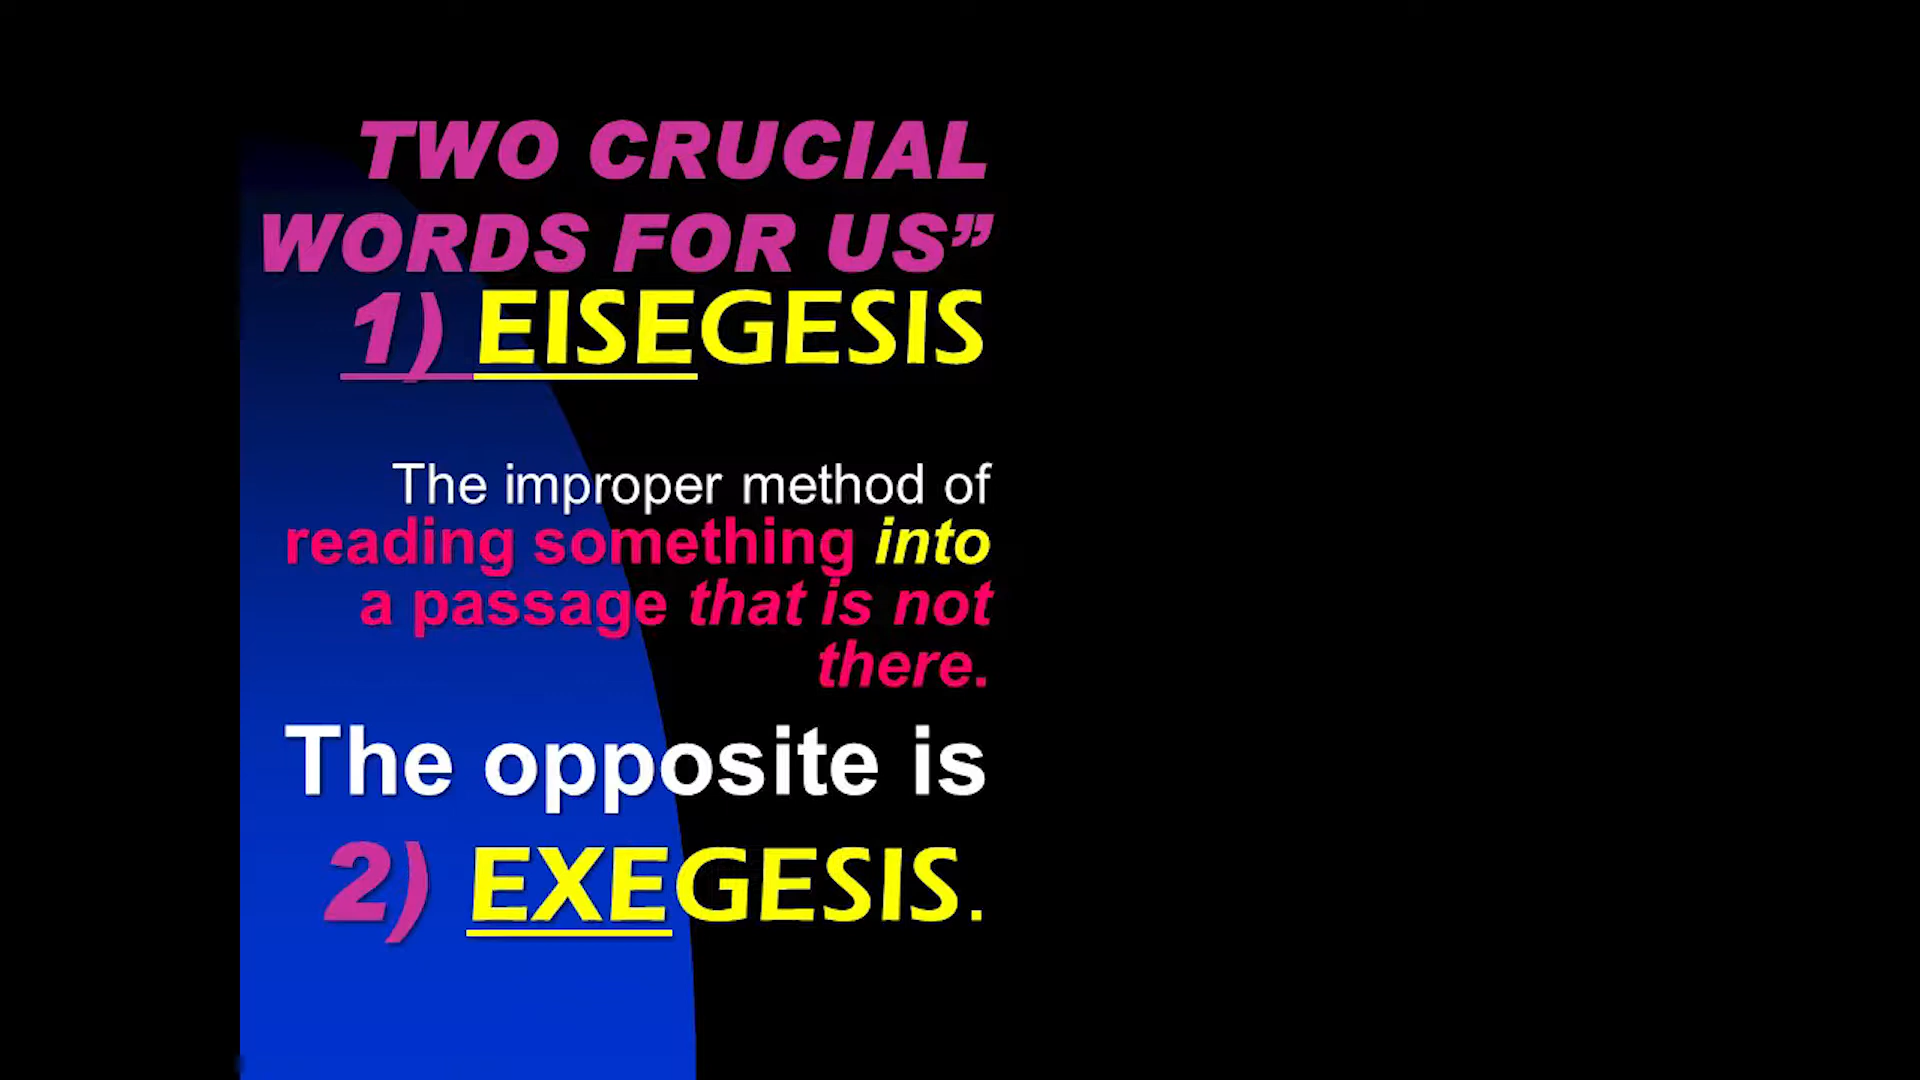 TWO CRUCIAL
WORDS FOR US”
1) EISEGESIS
The improper method of
reading something into
a passage that is not
there.
The opposite is
2) EXEGESIS.